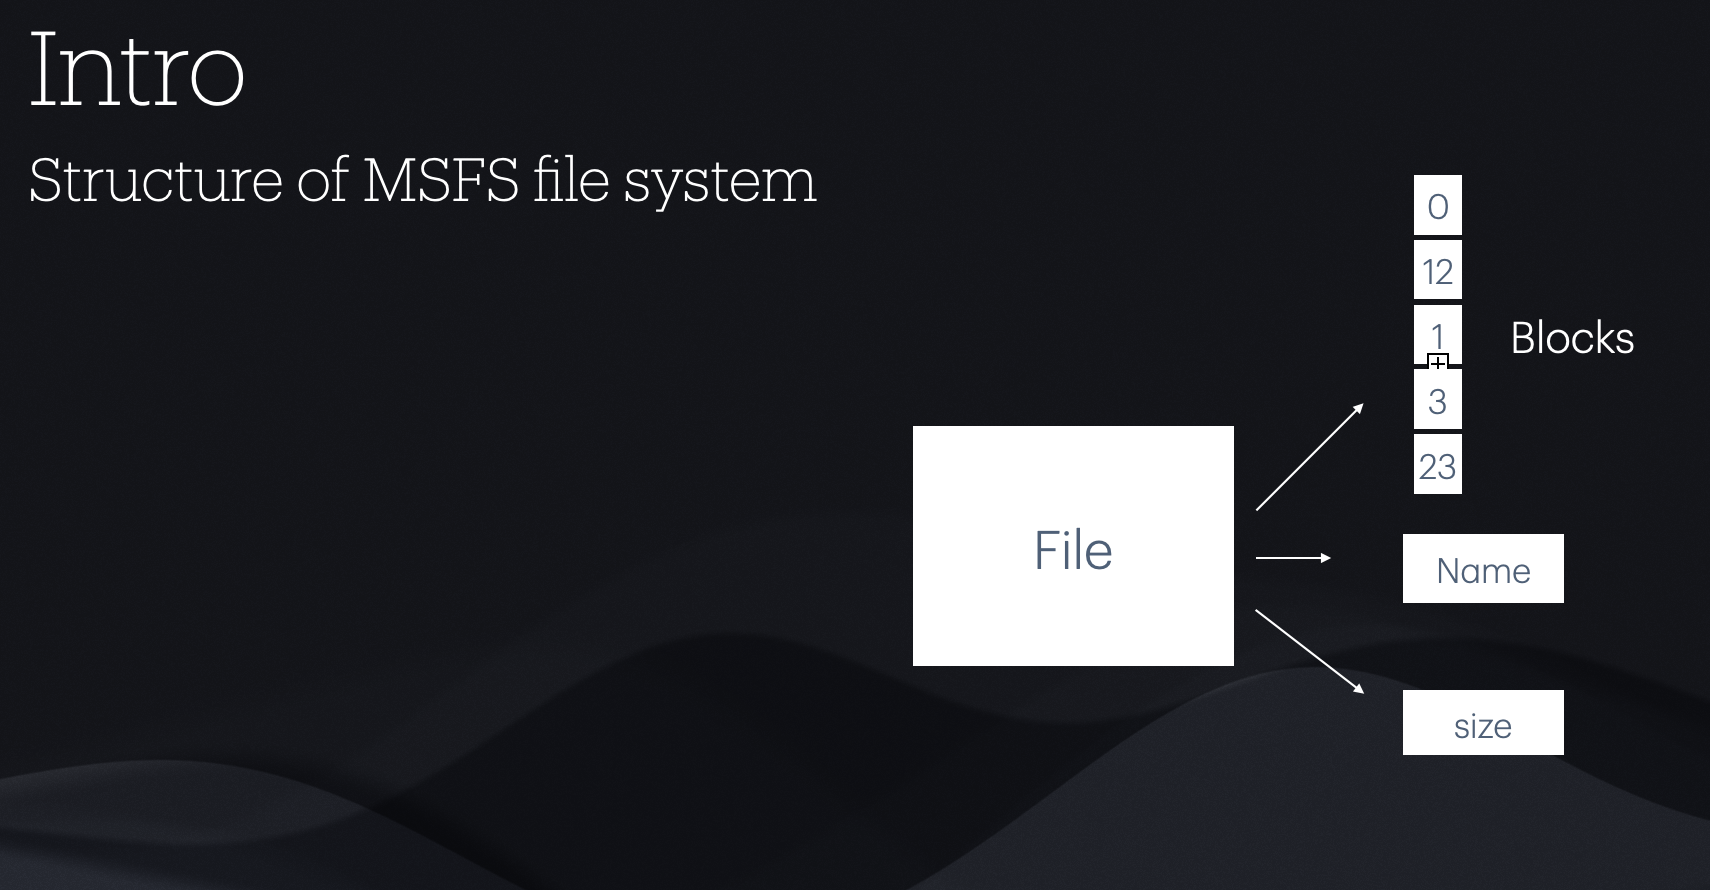 Intro
Structure of MSFS file system
0
12
1
Blocks
3
23
File
Name
size